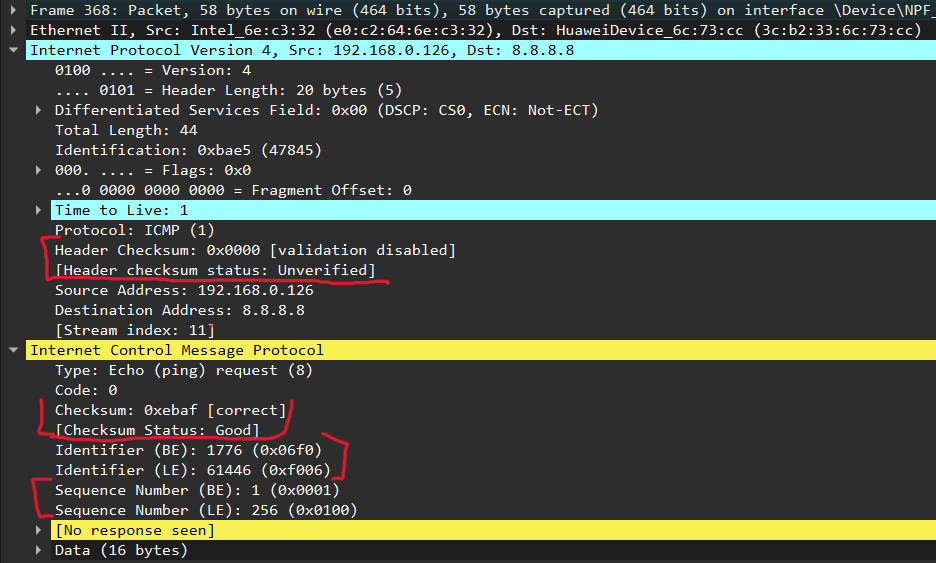 Frame 368: Packet, 58 bytes on wire (464 bits), 58 bytes captured (464 bits) on interface \Device\NPF_
Ethernet II, Src: Intel_6e:c3:32 (e0:c2:64:6e:c3:32), Dst: HuaweiDevice_6c:73:cc (3c:b2:33:6c:73:cc)
Internet Protocol Version 4, Src: 192.168.0.126, Dst: 8.8.8.8
0100 .... = Version: 4
.... 0101 = Header Length: 20 bytes (5)
Differentiated Services Field: 0x00 (DSCP: CS0, ECN: Not-ECT)
Total Length: 44
Identification: 0xbae5 (47845)
000. .... = Flags: 0x0
...0 0000 0000 0000 = Fragment Offset: 0
Time to Live: 1
Protocol: ICMP (1)
Header Checksum: 0x0000 [validation disabled]
[Header checksum status: Unverified]
Source Address: 192.168.0.126
Destination Address: 8.8.8.8
[Stream index: 11]
Internet Control Message Protocol
Type: Echo (ping) request (8)
Code: 0
Checksum: 0xebaf [correct]
[Checksum Status: Good]
Identifier (BE): 1776 (0x06f0)
Identifier (LE): 61446 (0xf006)
Sequence Number (BE): 1 (0x0001)
Sequence Number (LE): 256 (0x0100)
[No response seen]
Data (16 bytes)